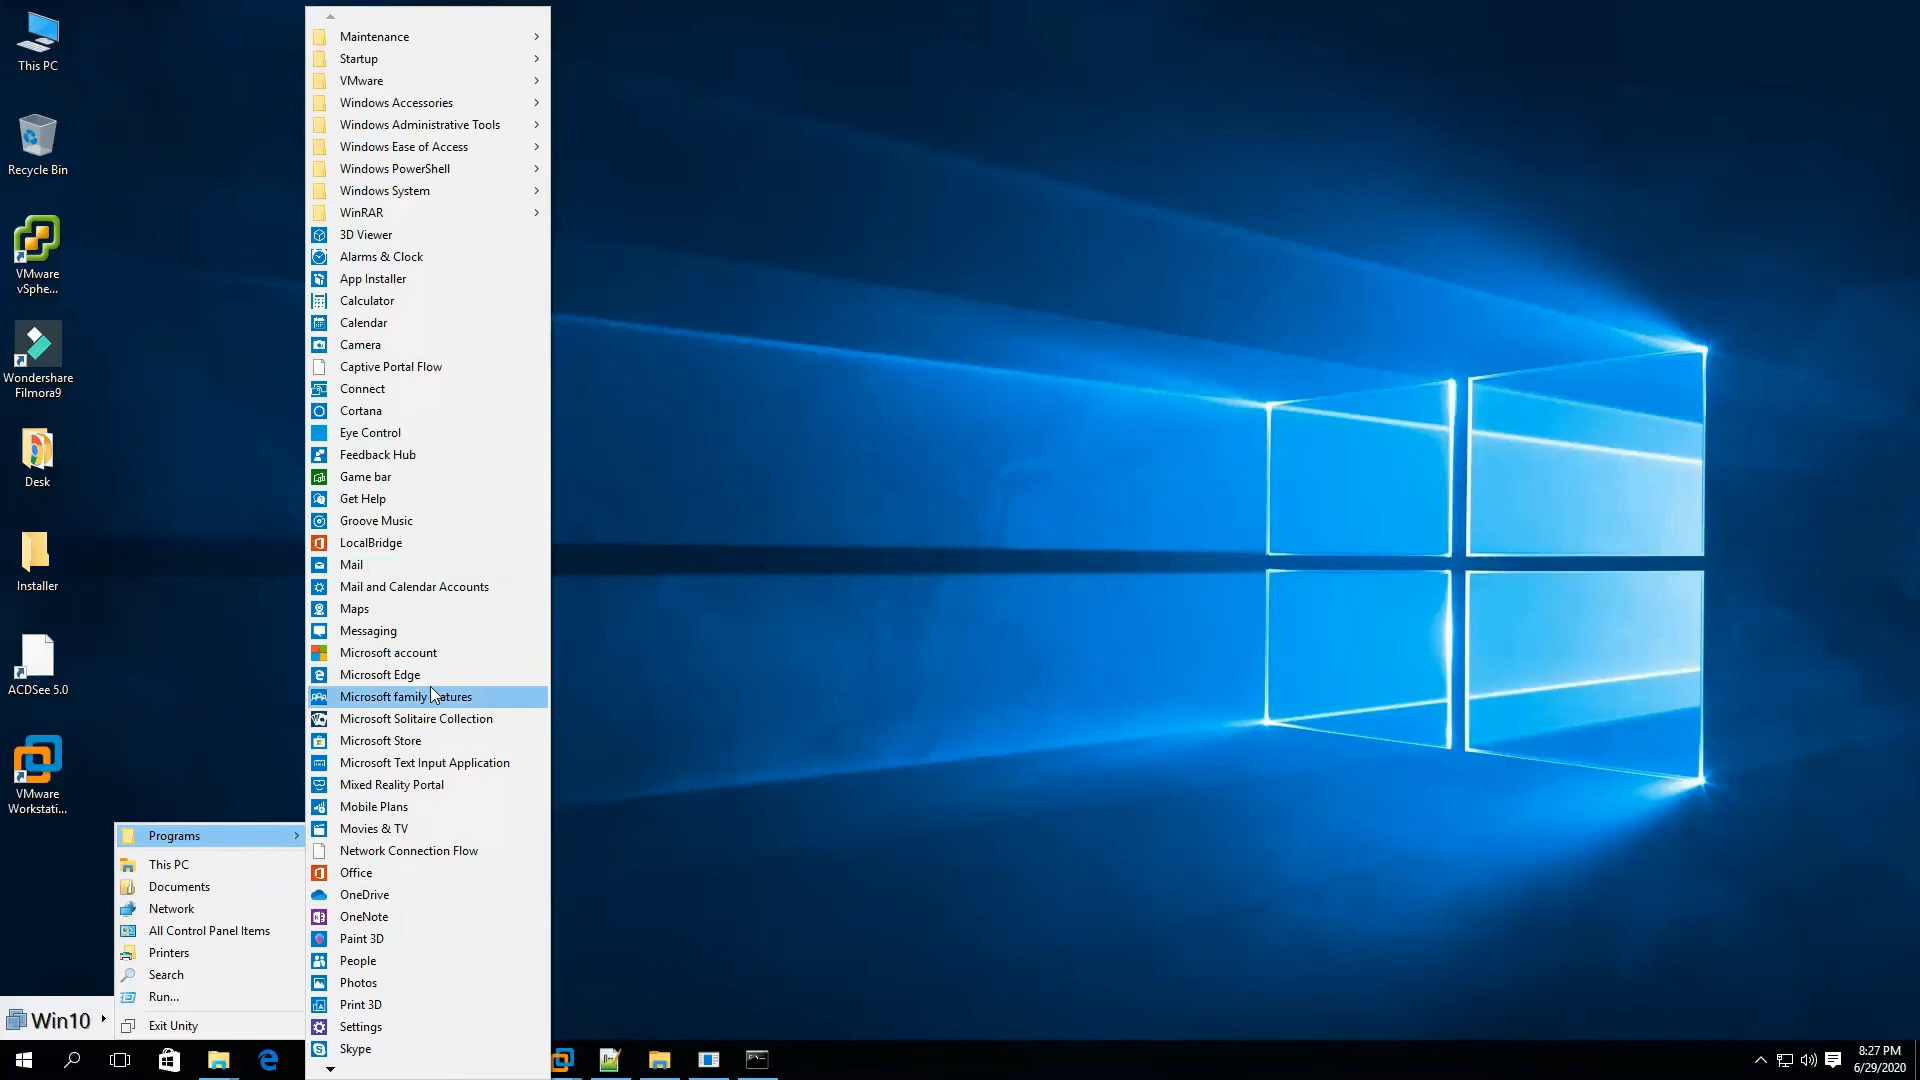 This PC
Recycle Bin
VMware
vSphe...
Wondershare
Filmora9
Desk
Installer
ACDSee 5.0
VMware
Workstati...
Maintenance
Startup
VMware
Windows Accessories
Windows Administrative Tools
Windows Ease of Access
Windows PowerShell
Windows System
WinRAR
3D Viewer
Alarms & Clock
App Installer
Calculator
Calendar
Camera
Captive Portal Flow
Connect
Cortana
Eye Control
Feedback Hub
Game bar
Get Help
Groove Music
LocalBridge
Mail
Mail and Calendar Accounts
Maps
Messaging
Microsoft account
Microsoft Edge
Microsoft family features
Microsoft Solitaire Collection
Microsoft Store
Microsoft Text Input Application
Mixed Reality Portal
Mobile Plans
Movies & TV
Network Connection Flow
Office
OneDrive
OneNote
Paint 3D
People
Photos
Print 3D
Settings
Skype
Programs
This PC
Documents
Network
All Control Panel Items
Printers
Search
Run...
Exit Unity
Win10
8:27 PM
6/29/2020